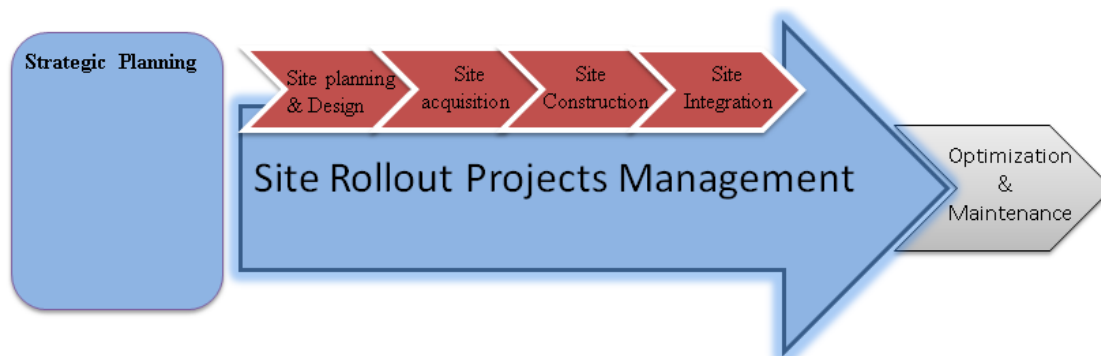 Strategic Planning
Site planning
& Design
Site
acquisition
Site
Construction
Site
Integration
Site Rollout Projects Management
Optimization
&
Maintenance